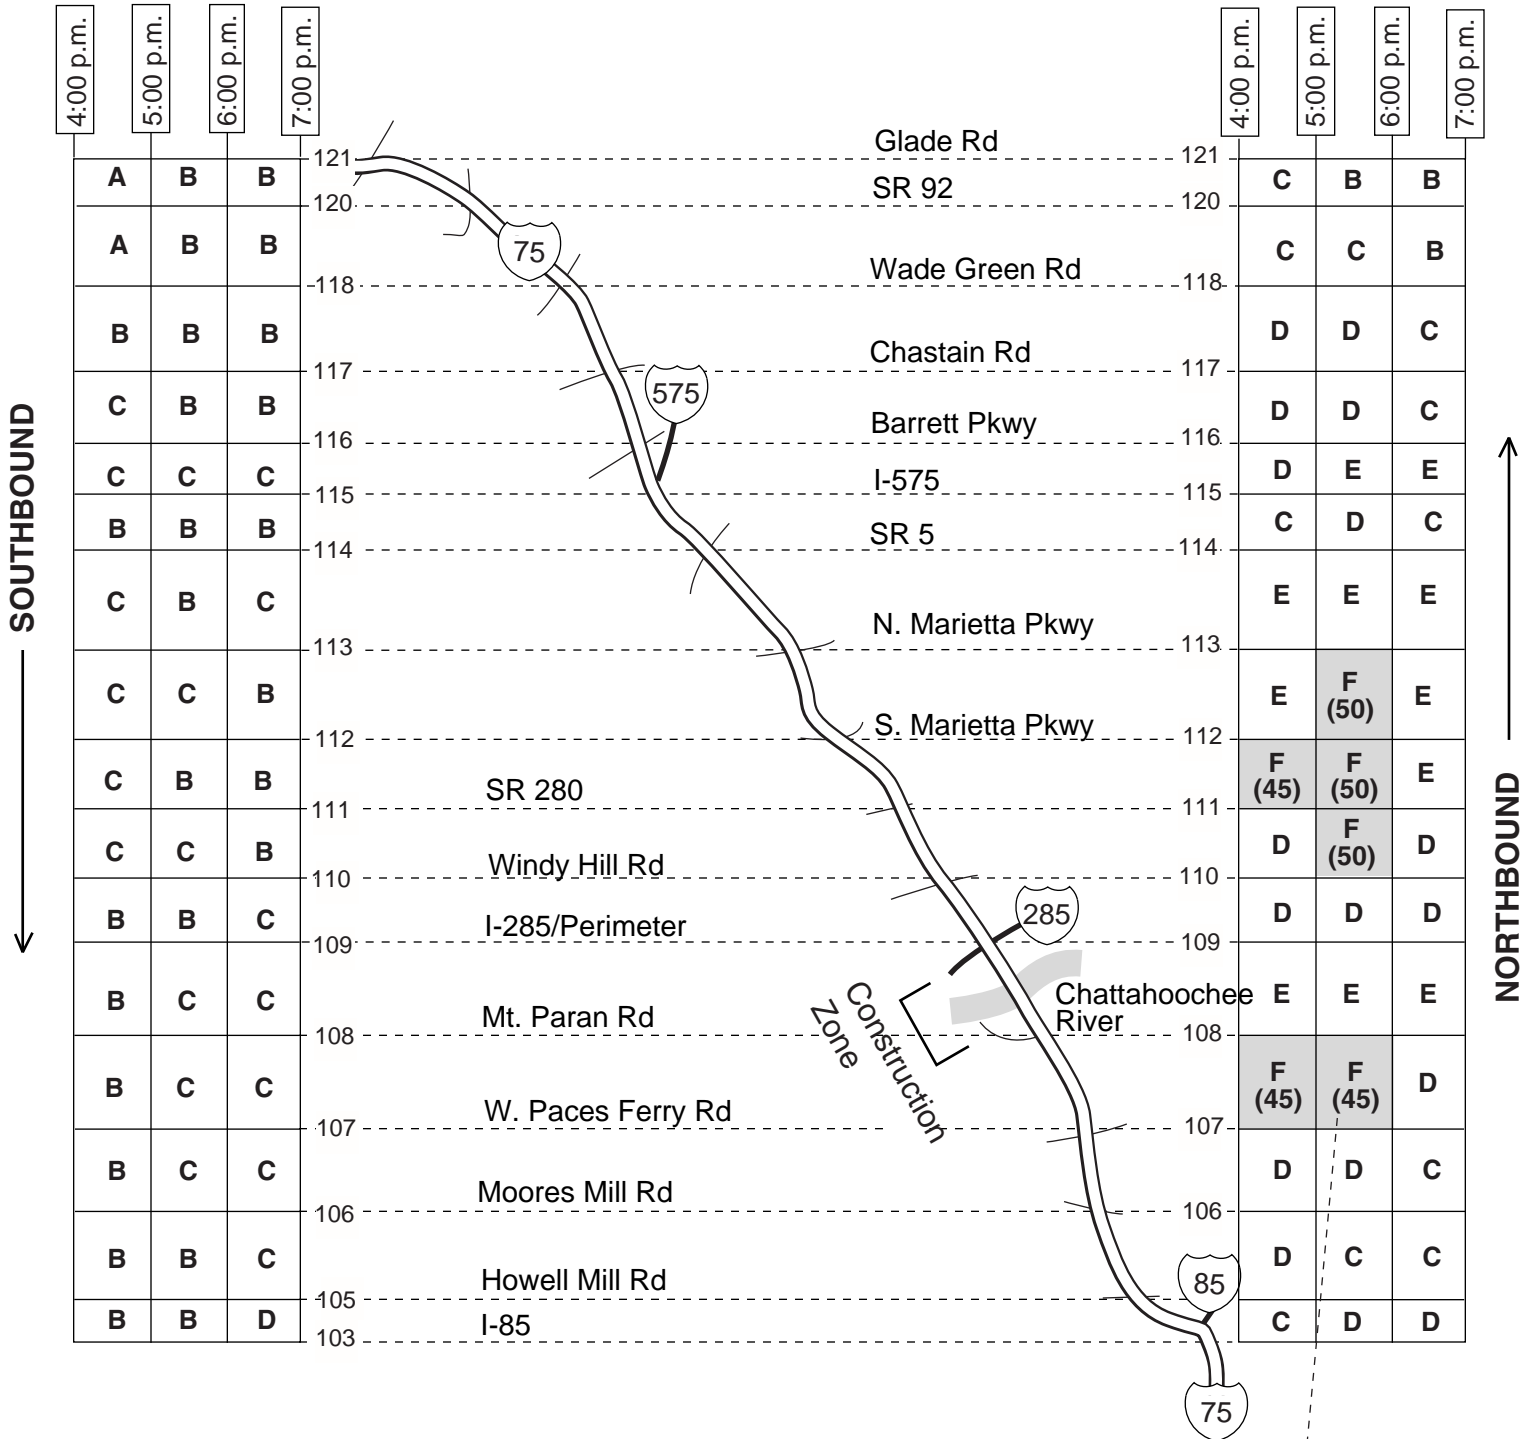 4:00 p.m. 5:00 p.m. 6:00 p.m. 7:00 p.m. 4:00 p.m. 5:00 p.m. 6:00 p.m. 7:00 p.m.
Glade Rd
121 121
A B B SR 92 C B B
120 120
A B B 75 Wade Green Rd C C B
118 118
B B B Chastain Rd D D C
117 117
575
C B B Barrett Pkwy D D C
116 116
C C C I-575 D E E
115 115
B B B SR 5 C D C
114 114
C B C N. Marietta Pkwy E E E
113 113
C C B S. Marietta Pkwy E F (50) E
112 112
C B B SR 280 F (45) F (50) E
111 111
C C B Windy Hill Rd D F (50) D
110 110
B B C I-285/Perimeter 285 D D D
109 109
B C C Mt. Paran Rd Chattahoochee E E E
River
108 108
Construction
Zone
B C C W. Paces Ferry Rd F (45) F (45) D
107 107
B C C Moores Mill Rd D D C
106 106
B B C Howell Mill Rd 85 D C C
105
B B D I-85 C D D
103
75
SOUTHBOUND
NORTHBOUND